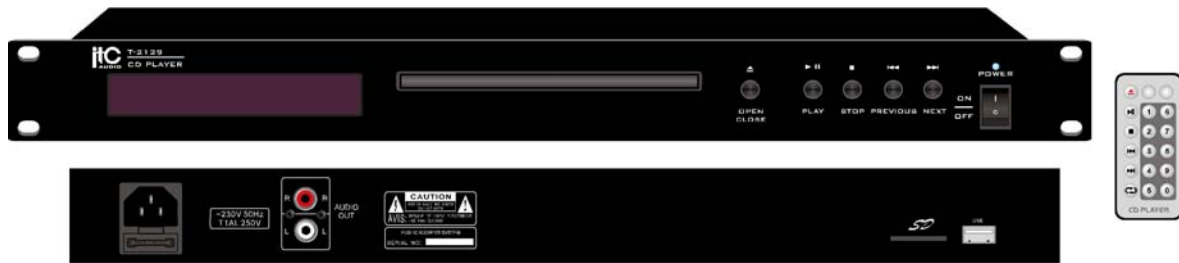 itC T-2129
AUDIO CD PLAYER
OPEN
CLOSE
PLAY
STOP
PREVIOUS
NEXT
POWER
ON
OFF
I
O
1 6
2 7
3 8
4 9
5 0
CD PLAYER
~230V 50Hz
T1AL 250V
R R
L L
AUDIO
OUT
CAUTION
AVIS:
SERIAL NO:
SD
USB